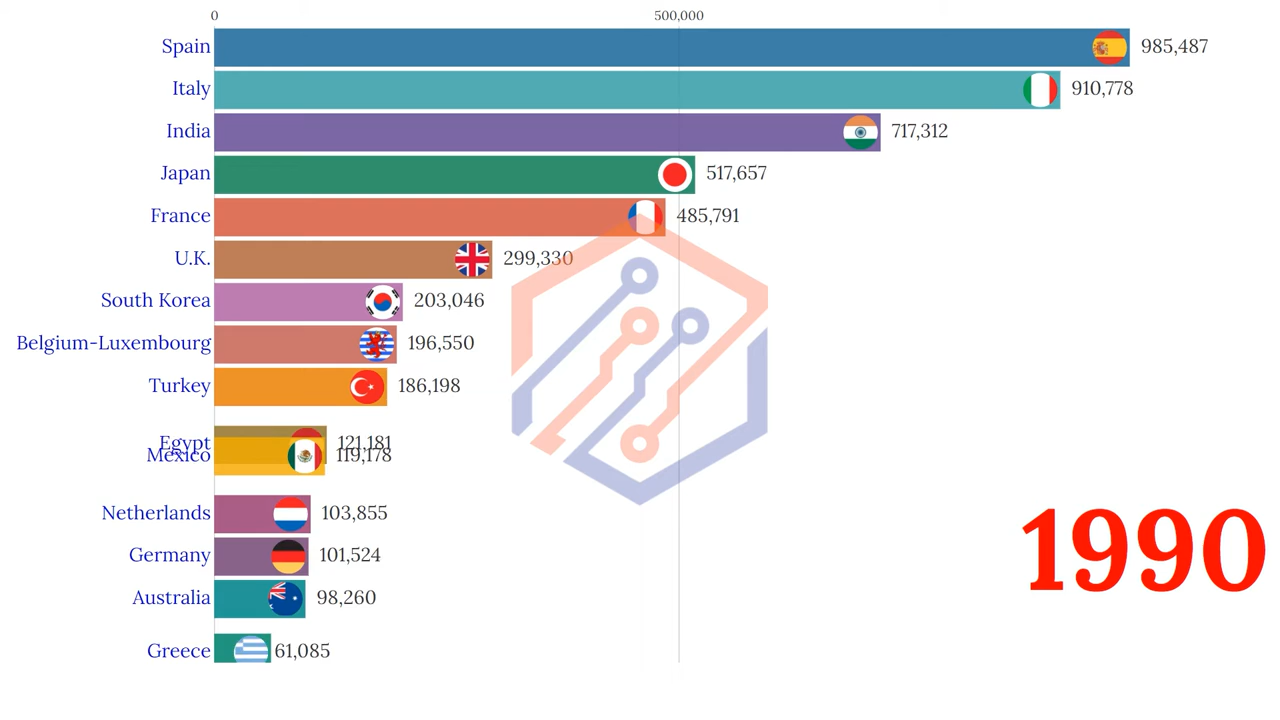 0 500,000
Spain 985,487
Italy 910,778
India 717,312
Japan 517,657
France 485,791
U.K. 299,330
South Korea 203,046
Belgium-Luxembourg 196,550
Turkey 186,198
Egypt 121,181
Mexico 119,178
Netherlands 103,855
Germany 101,524
Australia 98,260
Greece 61,085
1990